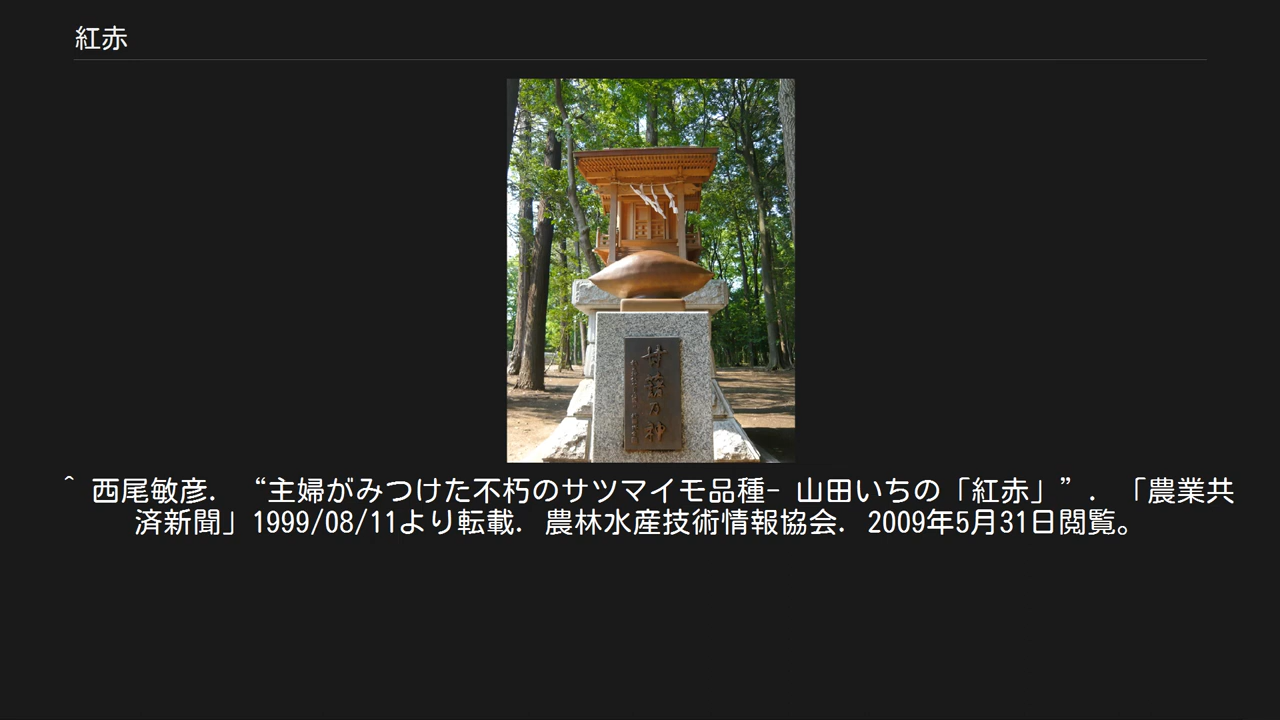 紅赤
甘藷乃神
^ 西尾敏彦. “主婦がみつけた不朽のサツマイモ品種- 山田いちの「紅赤」”. 「農業共
済新聞」1999/08/11より転載. 農林水産技術情報協会. 2009年5月31日閲覧。